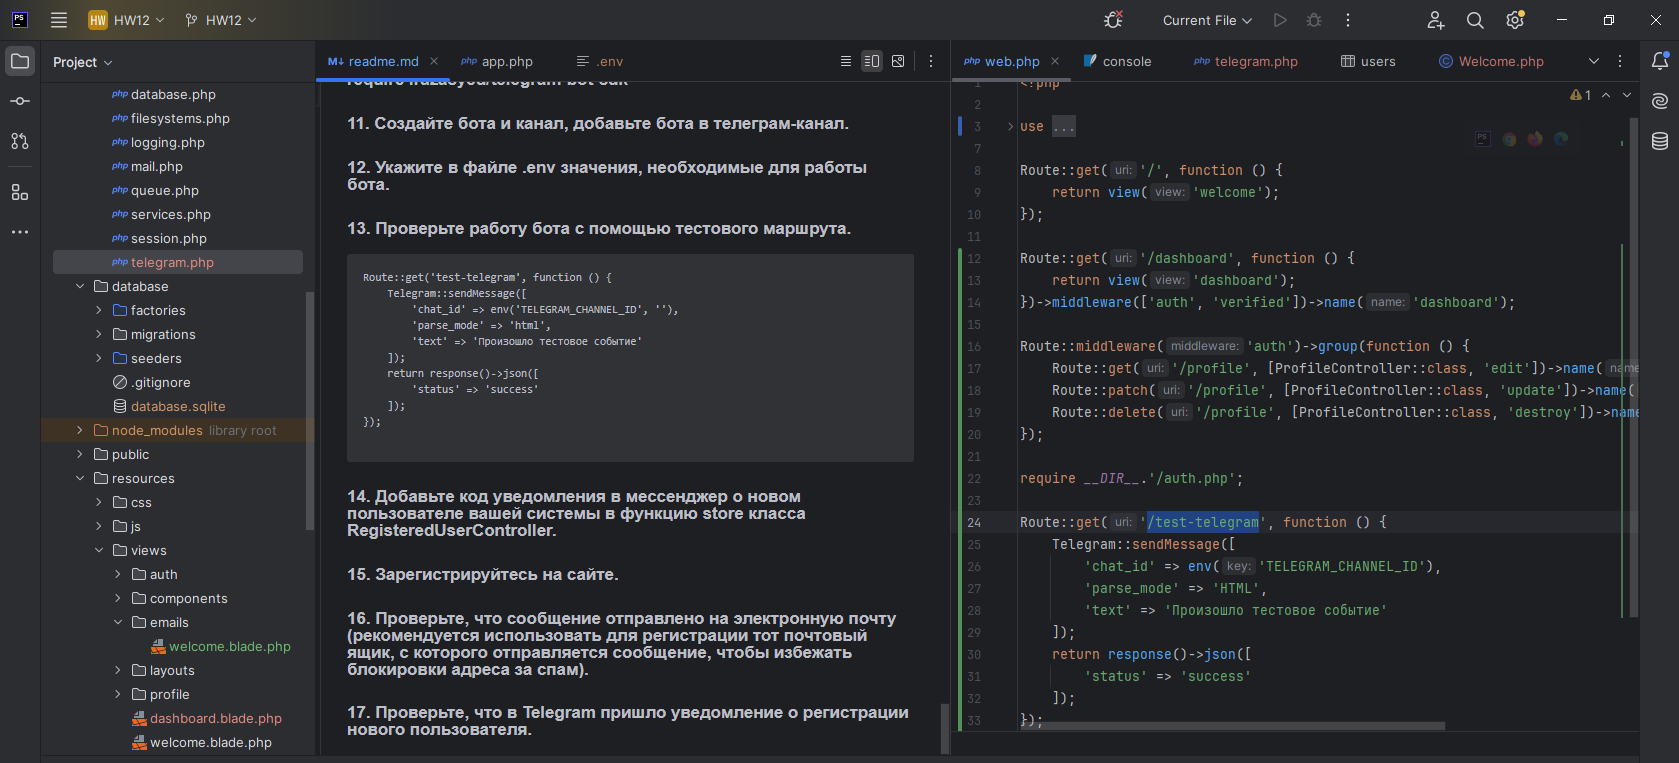 PS
HW HW12
HW12
Current File
Project
database.php
filesystems.php
logging.php
mail.php
queue.php
services.php
session.php
telegram.php
database
factories
migrations
seeders
.gitignore
database.sqlite
node_modules library root
public
resources
css
js
views
auth
components
emails
welcome.blade.php
layouts
profile
dashboard.blade.php
welcome.blade.php
M↓ readme.md
php app.php
.env
11. Создайте бота и канал, добавьте бота в телеграм-канал.
12. Укажите в файле .env значения, необходимые для работы
бота.
13. Проверьте работу бота с помощью тестового маршрута.
Route::get('test-telegram', function () {
    Telegram::sendMessage([
        'chat_id' => env('TELEGRAM_CHANNEL_ID', ''),
        'parse_mode' => 'html',
        'text' => 'Произошло тестовое событие'
    ]);
    return response()->json([
        'status' => 'success'
    ]);
});
14. Добавьте код уведомления в мессенджер о новом
пользователе вашей системы в функцию store класса
RegisteredUserController.
15. Зарегистрируйтесь на сайте.
16. Проверьте, что сообщение отправлено на электронную почту
(рекомендуется использовать для регистрации тот почтовый
ящик, с которого отправляется сообщение, чтобы избежать
блокировки адреса за спам).
17. Проверьте, что в Telegram пришло уведомление о регистрации
нового пользователя.
php web.php
console
php telegram.php
users
Welcome.php
1
1 <?php
2
3 use ...
7
8 Route::get( uri: '/', function () {
9     return view( view: 'welcome');
10 });
11
12 Route::get( uri: '/dashboard', function () {
13     return view( view: 'dashboard');
14 })->middleware(['auth', 'verified'])->name( name: 'dashboard');
15
16 Route::middleware( middleware: 'auth')->group(function () {
17     Route::get( uri: '/profile', [ProfileController::class, 'edit'])->name( name
18     Route::patch( uri: '/profile', [ProfileController::class, 'update'])->name(
19     Route::delete( uri: '/profile', [ProfileController::class, 'destroy'])->name
20 });
21
22 require __DIR__.'/auth.php';
23
24 Route::get( uri: '/test-telegram', function () {
25     Telegram::sendMessage([
26         'chat_id' => env( key: 'TELEGRAM_CHANNEL_ID'),
27         'parse_mode' => 'HTML',
28         'text' => 'Произошло тестовое событие'
29     ]);
30     return response()->json([
31         'status' => 'success'
32     ]);
33 });